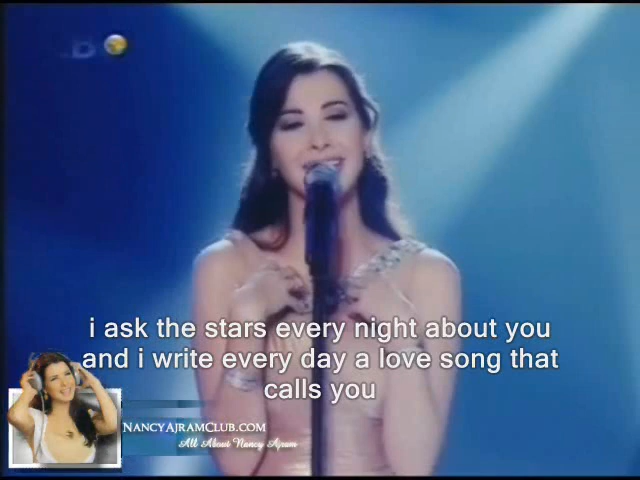 i ask the stars every night about you
and i write every day a love song that
calls you
NANCYAJRAMCLUB.COM
All About Nancy Ajram